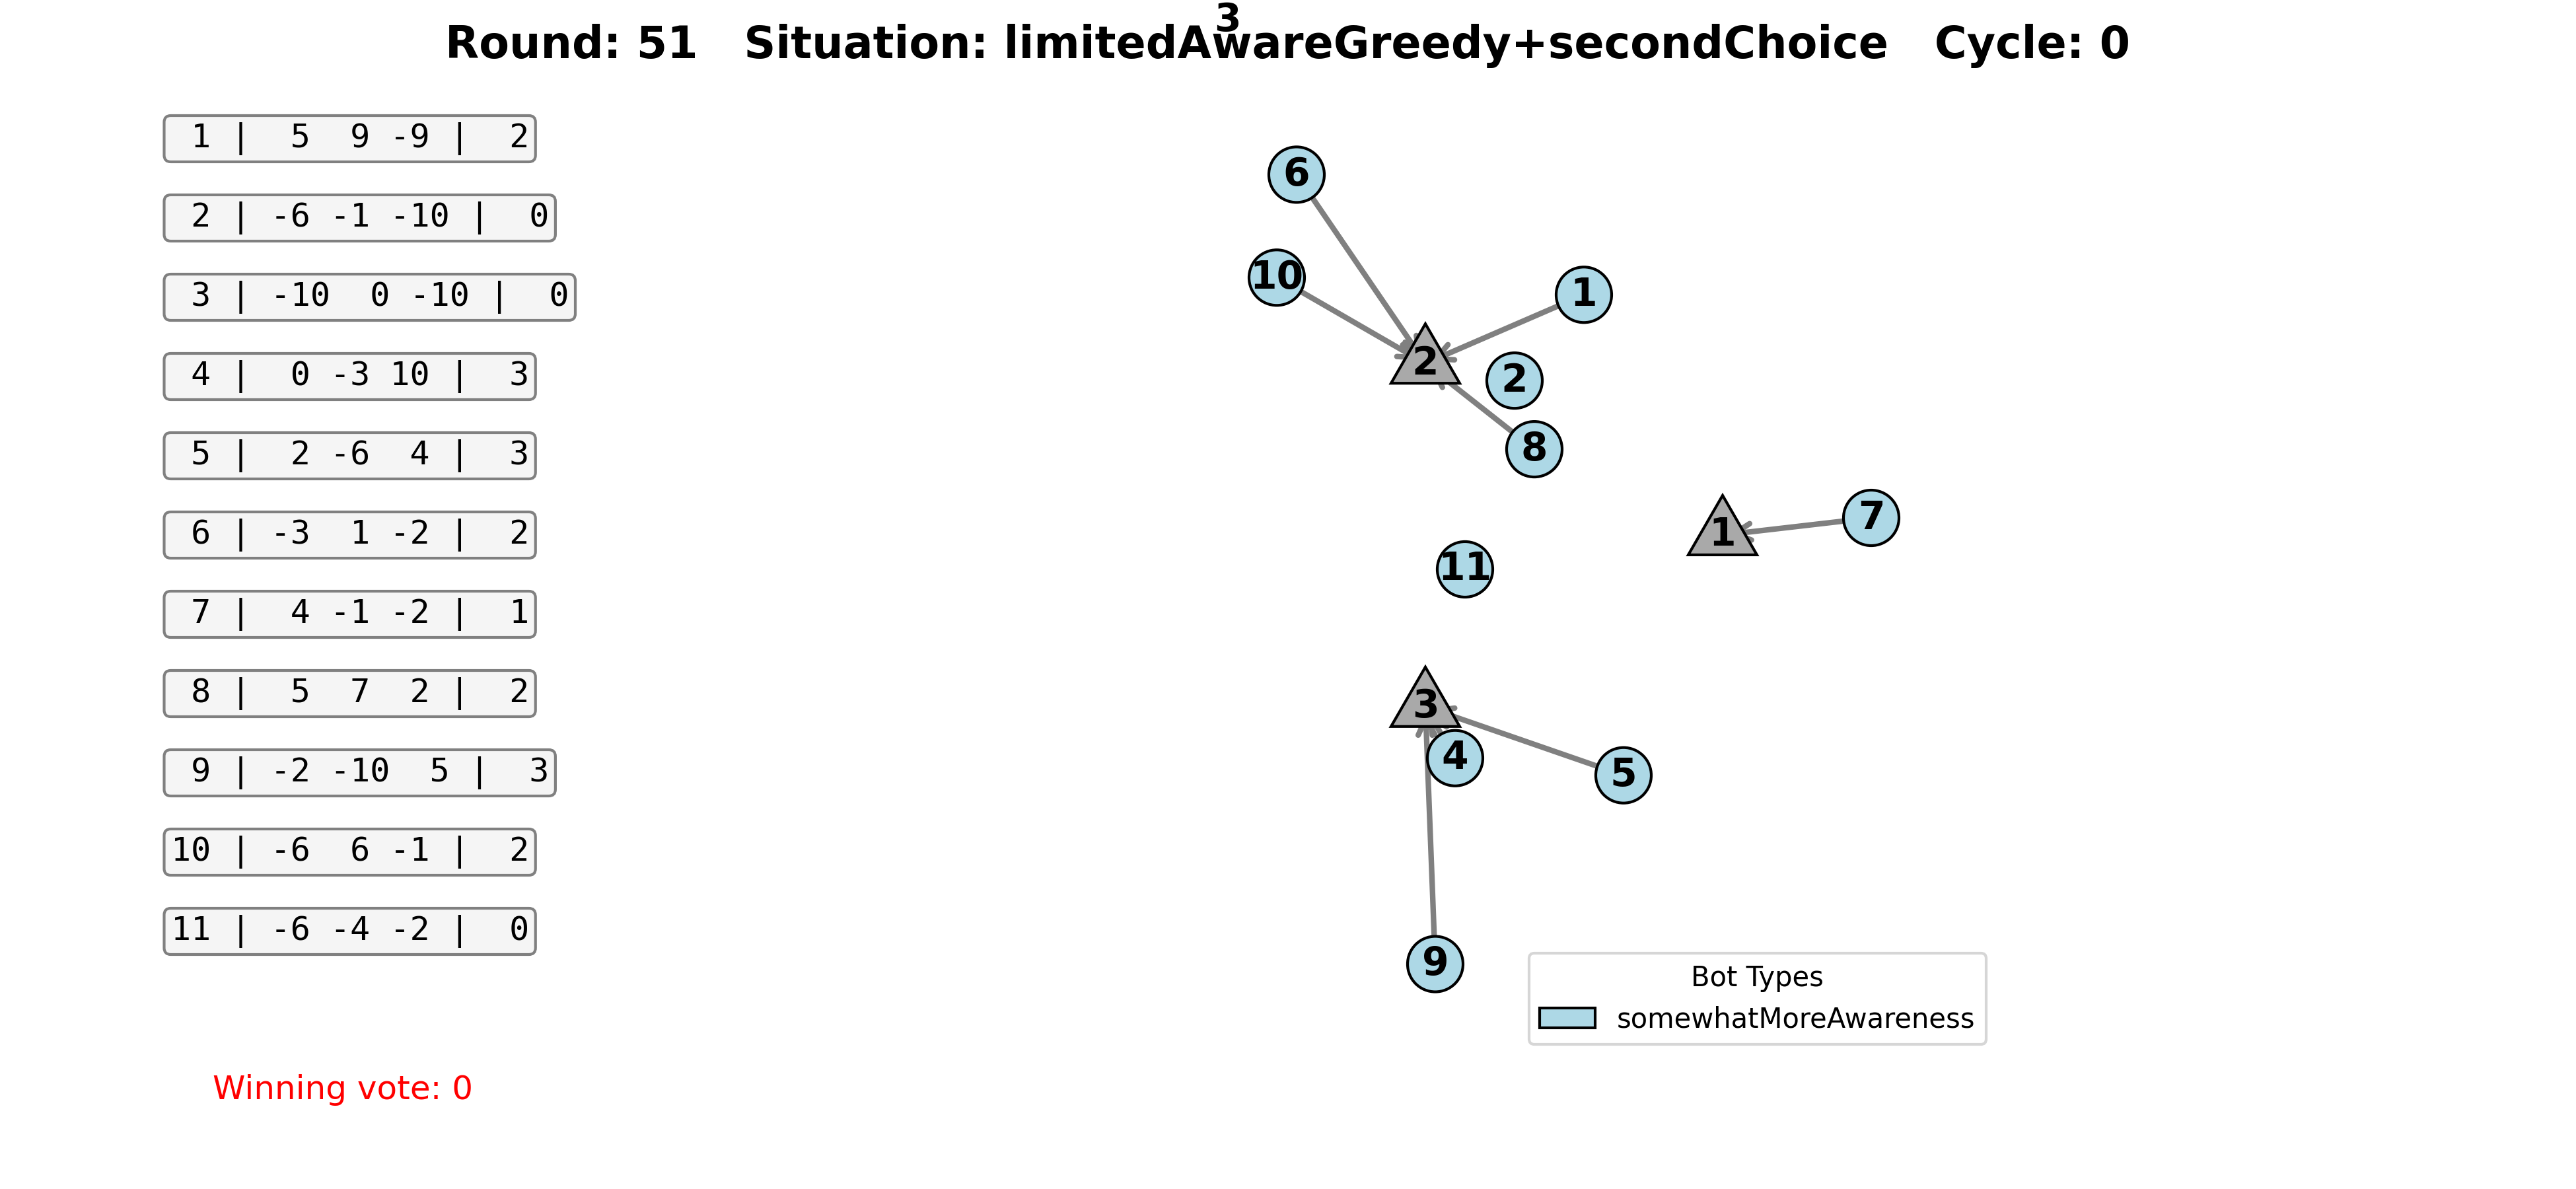 3
Round: 51   Situation: limitedAwareGreedy+secondChoice   Cycle: 0
1 |  5  9 -9 |  2
2 | -6 -1 -10 |  0
3 | -10  0 -10 |  0
4 |  0 -3 10 |  3
5 |  2 -6  4 |  3
6 | -3  1 -2 |  2
7 |  4 -1 -2 |  1
8 |  5  7  2 |  2
9 | -2 -10  5 |  3
10 | -6  6 -1 |  2
11 | -6 -4 -2 |  0
Winning vote: 0
6
10
1
2
2
8
7
1
11
3
4
5
9
Bot Types
somewhatMoreAwareness